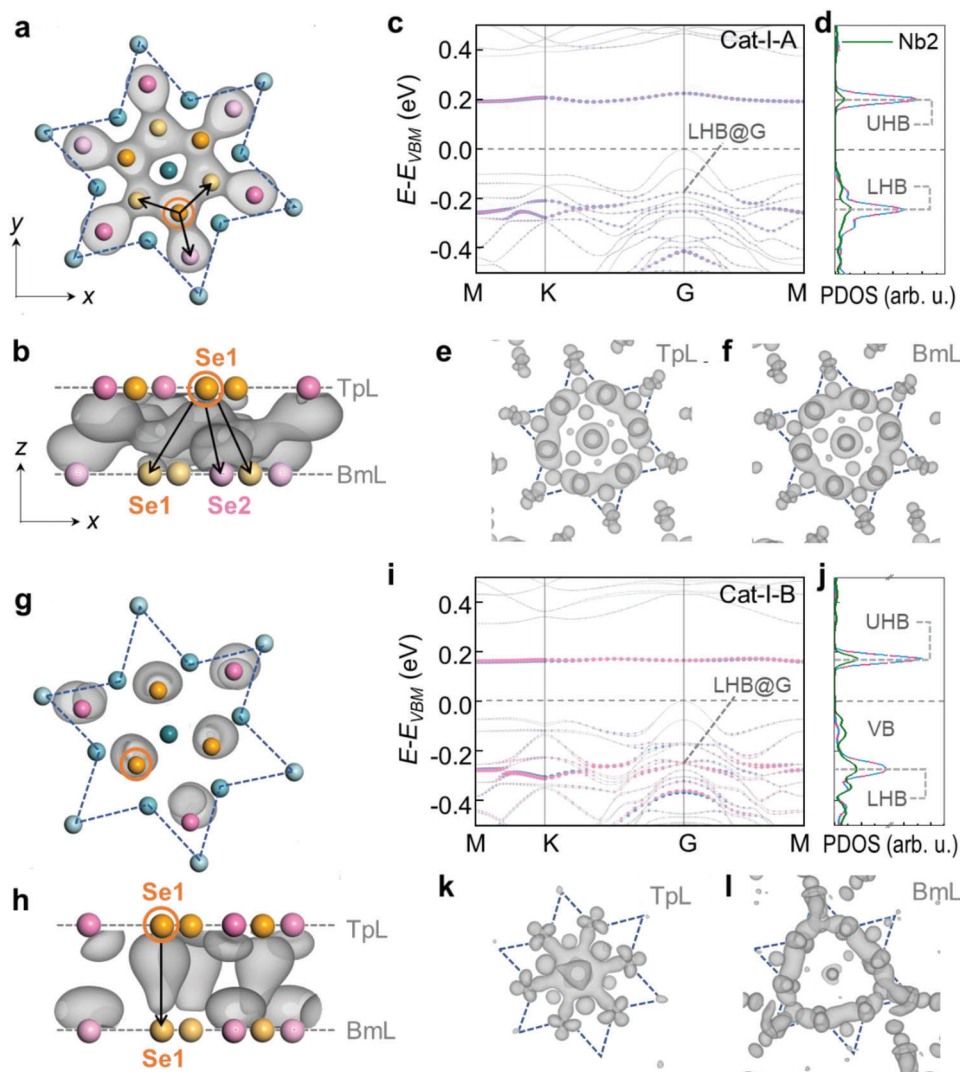 a
y
x
b
Se1
TpL
z
BmL
x
Se1
Se2
c
Cat-I-A
E-E_VBM (eV)
0.4
0.2
0.0
-0.2
-0.4
LHB@G
M
K
G
M
d
Nb2
UHB
LHB
PDOS (arb. u.)
e
TpL
f
BmL
g
h
Se1
TpL
BmL
Se1
i
Cat-I-B
E-E_VBM (eV)
0.4
0.2
0.0
-0.2
-0.4
LHB@G
M
K
G
M
j
UHB
VB
LHB
PDOS (arb. u.)
k
TpL
l
BmL